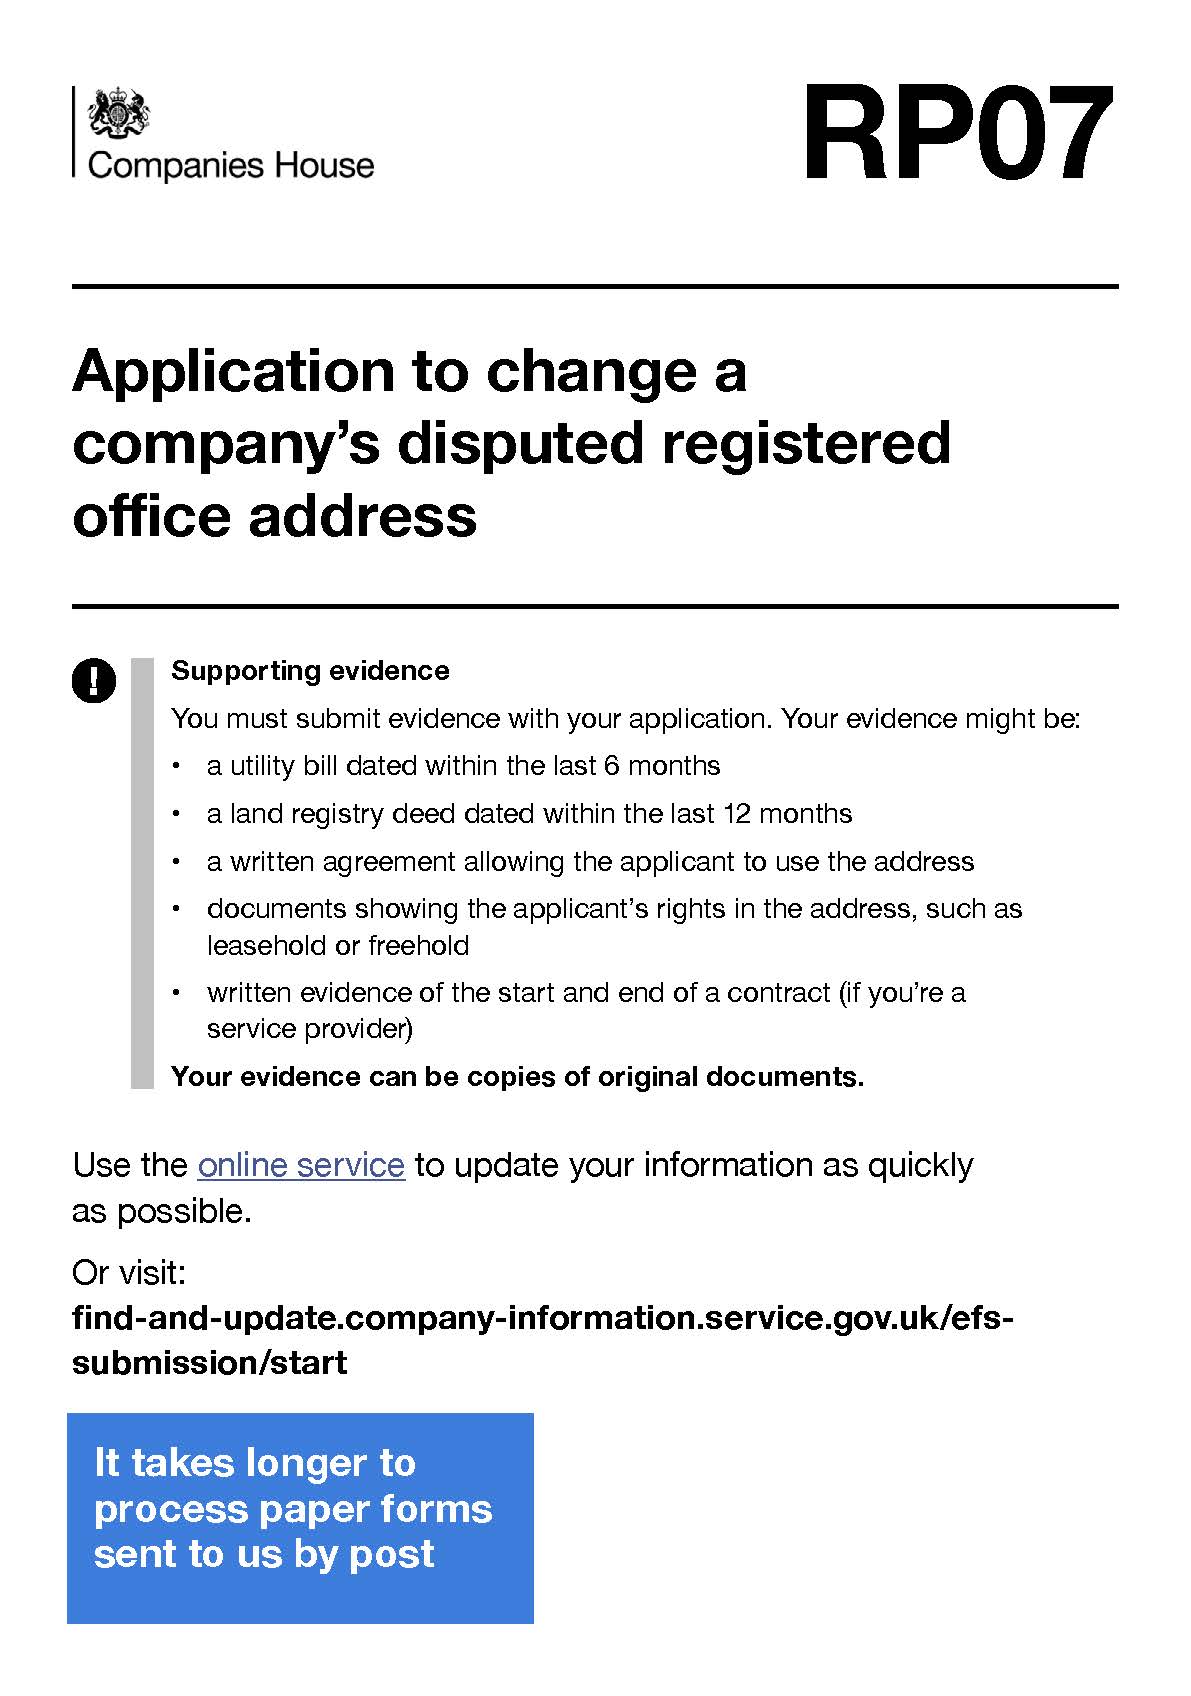 Companies House
RP07
Application to change a
company’s disputed registered
office address
Supporting evidence
You must submit evidence with your application. Your evidence might be:
• a utility bill dated within the last 6 months
• a land registry deed dated within the last 12 months
• a written agreement allowing the applicant to use the address
• documents showing the applicant’s rights in the address, such as
leasehold or freehold
• written evidence of the start and end of a contract (if you’re a
service provider)
Your evidence can be copies of original documents.
Use the online service to update your information as quickly
as possible.
Or visit:
find-and-update.company-information.service.gov.uk/efs-
submission/start
It takes longer to
process paper forms
sent to us by post